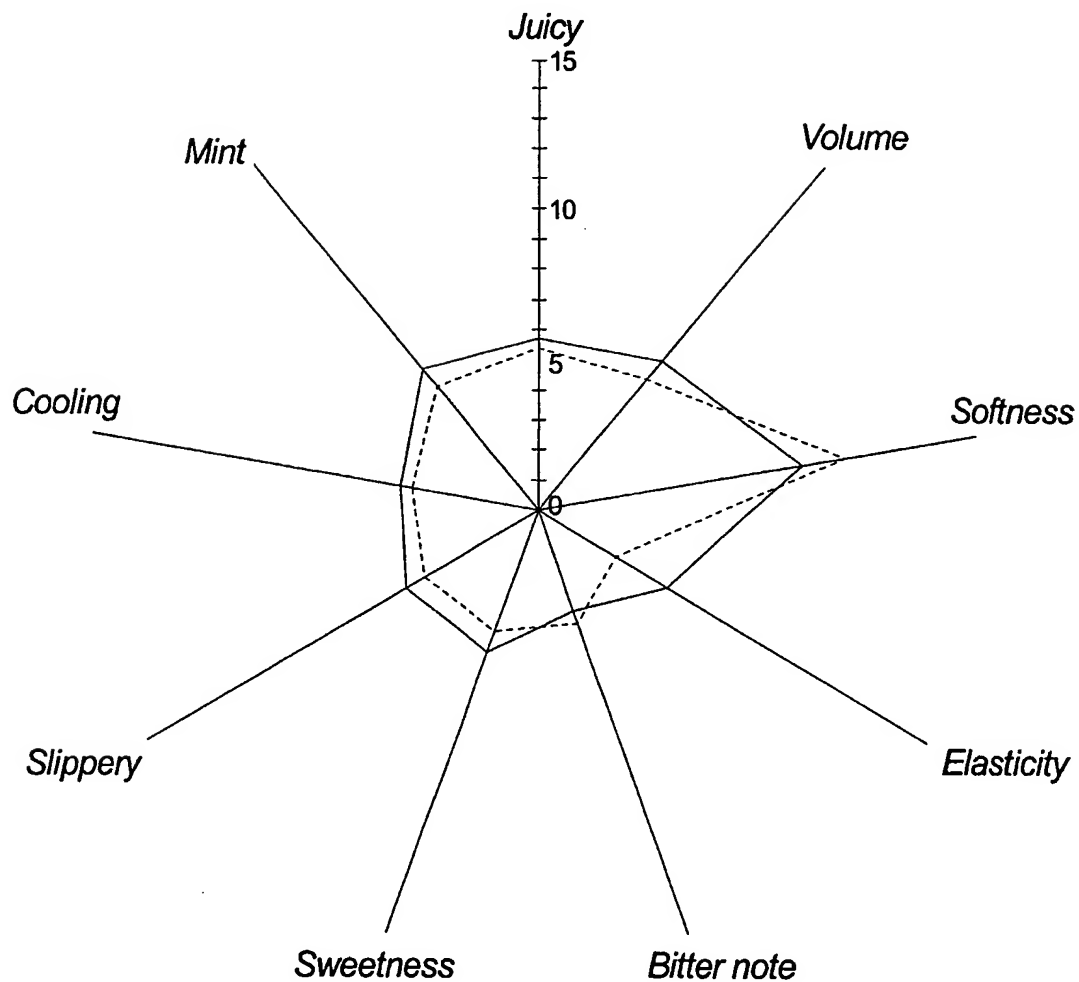 Juicy
15
Volume
Mint
10
5
Cooling
Softness
0
Slippery
Elasticity
Sweetness
Bitter note